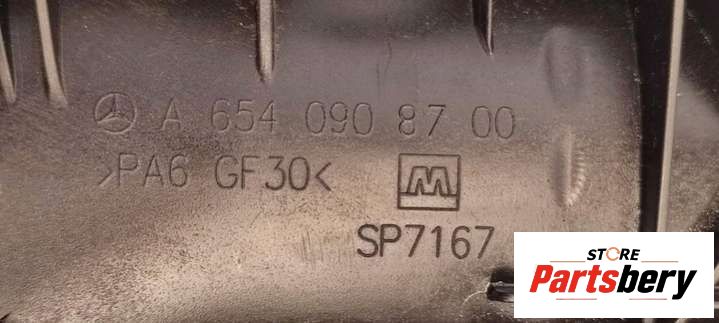 A 654 090 87 00
>PA6 GF30<
M
SP7167
STORE
Partsbery